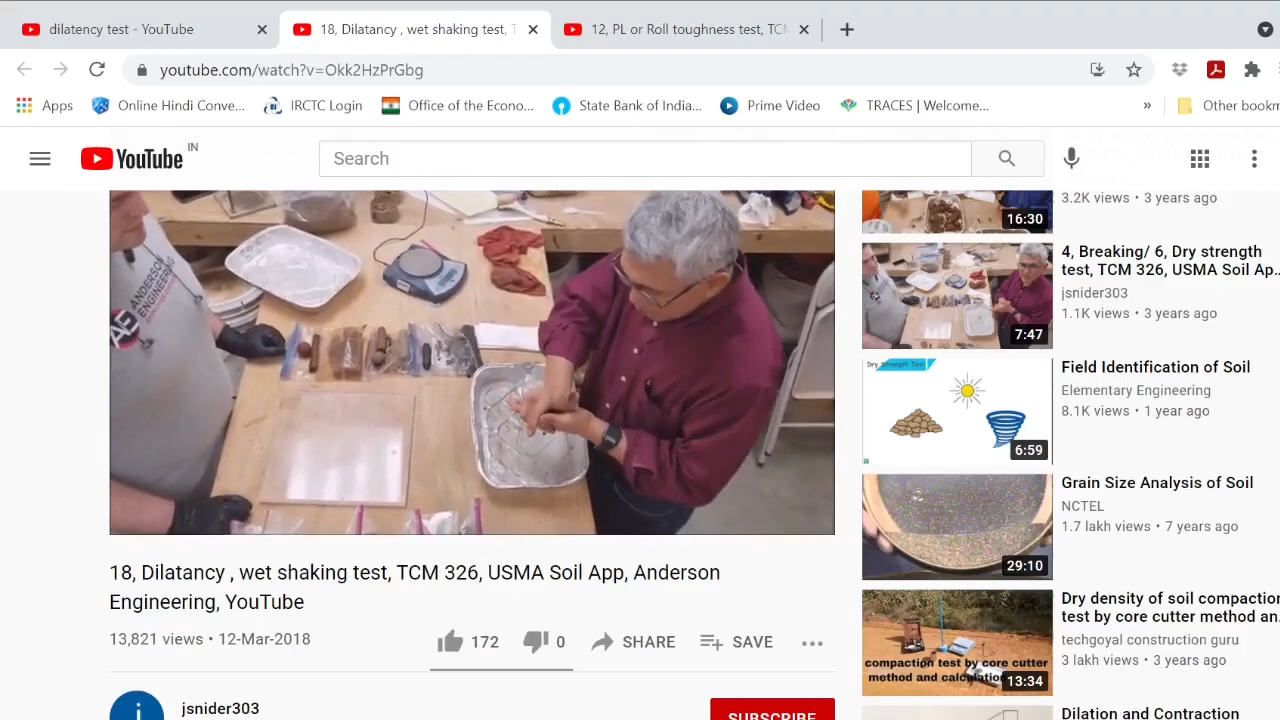 dilatency test - YouTube
18, Dilatancy , wet shaking test, T
12, PL or Roll toughness test, TCM
youtube.com/watch?v=Okk2HzPrGbg
Apps
Online Hindi Conve...
IRCTC Login
Office of the Econo...
State Bank of India...
Prime Video
TRACES | Welcome...
»
Other bookm
YouTube IN
Search
ANDERSON
ENGINEERING
AE
18, Dilatancy , wet shaking test, TCM 326, USMA Soil App, Anderson
Engineering, YouTube
13,821 views • 12-Mar-2018
172
0
SHARE
SAVE
jsnider303
SUBSCRIBE
3.2K views • 3 years ago
16:30
4, Breaking/ 6, Dry strength
test, TCM 326, USMA Soil Ap...
jsnider303
1.1K views • 3 years ago
7:47
Dry Strength Test
Field Identification of Soil
Elementary Engineering
8.1K views • 1 year ago
6:59
Grain Size Analysis of Soil
NCTEL
1.7 lakh views • 7 years ago
29:10
Dry density of soil compaction
test by core cutter method an..
techgoyal construction guru
3 lakh views • 3 years ago
compaction test by core cutter
method and calculation
13:34
Dilation and Contraction